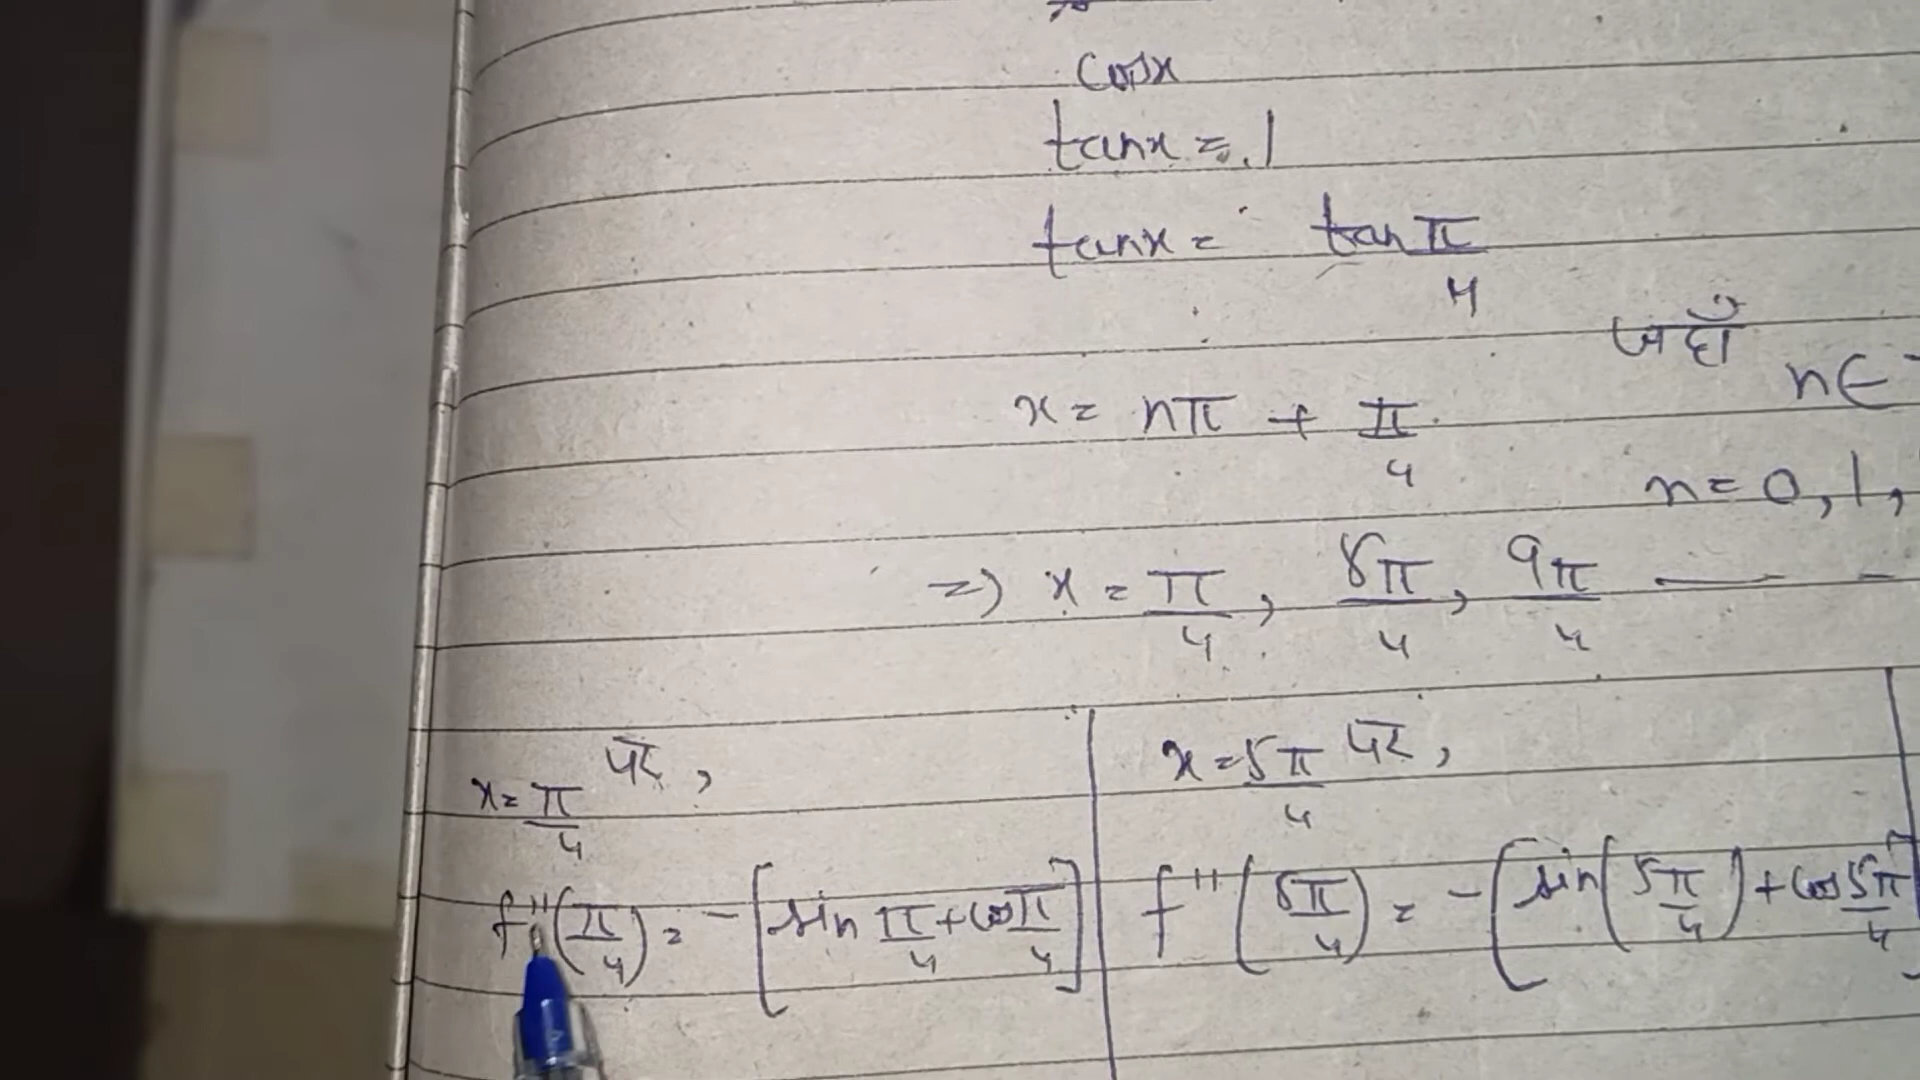 cosx
tanx = 1
tanx = tan π/4
जहाँ
n∈
x = nπ + π/4
n = 0, 1,
=) x = π/4, 5π/4, 9π/4 —— -
x = π/4 पर,
x = 5π/4 पर,
f''(π/4) = -[sin π/4 + cos π/4]
f''(5π/4) = -[sin(5π/4) + cos 5π/4]